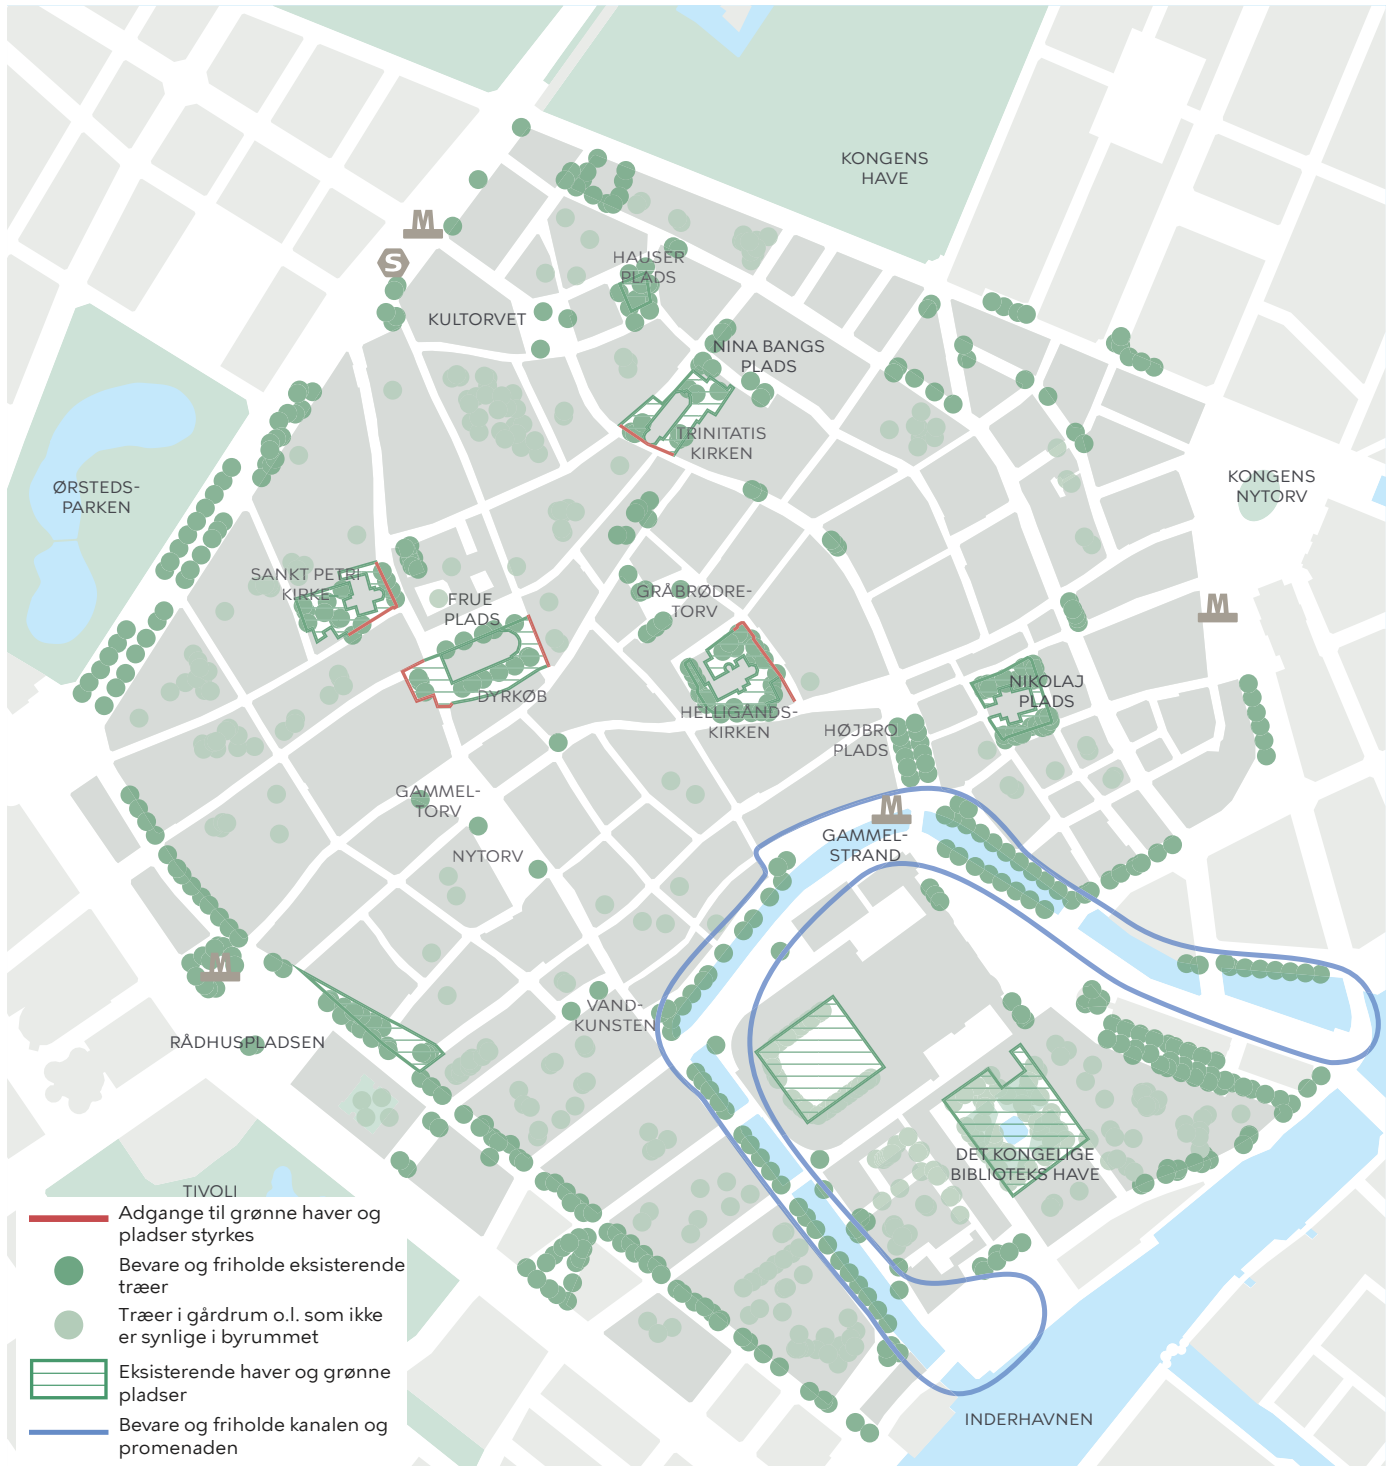 KONGENS
HAVE
M
S
HAUSER
PLADS
KULTORVET
NINA BANGS
PLADS
TRINITATIS
KIRKEN
ØRSTEDS-
PARKEN
KONGENS
NYTORV
SANKT PETRI
KIRKE
FRUE
PLADS
GRÅBRØDRE-
TORV
M
DYRKØB
NIKOLAJ
PLADS
HELLIGÅNDS-
KIRKEN
HØJBRO
PLADS
GAMMEL-
TORV
M
GAMMEL-
STRAND
NYTORV
M
VAND-
KUNSTEN
RÅDHUSPLADSEN
DET KONGELIGE
BIBLIOTEKS HAVE
TIVOLI
Adgange til grønne haver og
pladser styrkes
Bevare og friholde eksisterende
træer
Træer i gårdrum o.l. som ikke
er synlige i byrummet
Eksisterende haver og grønne
pladser
Bevare og friholde kanalen og
promenaden
INDERHAVNEN